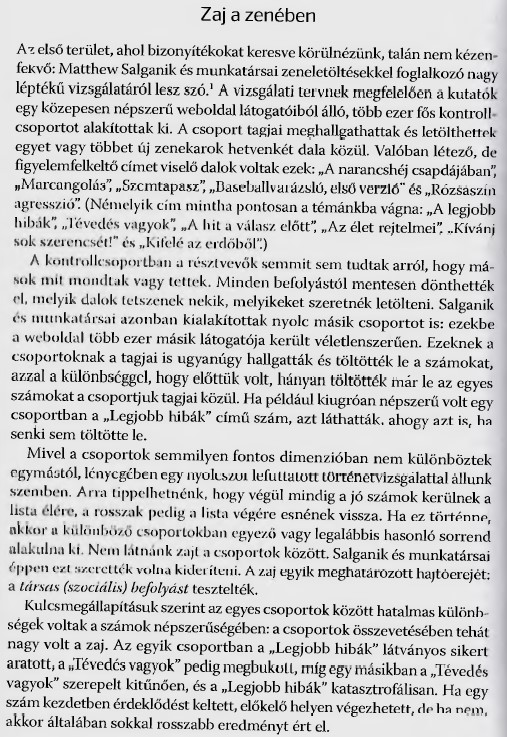 Zaj a zenében
Az első terület, ahol bizonyítékokat keresve körülnézünk, talán nem kézen-
fekvő: Matthew Salganik és munkatársai zeneletöltésekkel foglalkozó nagy
léptékű vizsgálatáról lesz szó.¹ A vizsgálati tervnek megfelelően a kutatók
egy közepesen népszerű weboldal látogatóiból álló, több ezer fős kontroll-
csoportot alakítottak ki. A csoport tagjai meghallgathattak és letölthettek
egyet vagy többet új zenekarok hetvenkét dala közül. Valóban létező, de
figyelemfelkeltő címet viselő dalok voltak ezek: „A narancshéj csapdájában”,
„Marcangolás”, „Szemtapasz”, „Baseballvarázsló, első verzió” és „Rózsaszín
agresszió”. (Némelyik cím mintha pontosan a témánkba vágna: „A legjobb
hibák”, „Tévedés vagyok”, „A hit a válasz előtt”, „Az élet rejtelmei”, „Kívánj
sok szerencsét!” és „Kifelé az erdőből”.)
A kontrollcsoportban a résztvevők semmit sem tudtak arról, hogy má-
sok mit mondtak vagy tettek. Minden befolyástól mentesen dönthették
el, melyik dalok tetszenek nekik, melyikeket szeretnék letölteni. Salganik
és munkatársai azonban kialakítottak nyolc másik csoportot is: ezekbe
a weboldal több ezer másik látogatója került véletlenszerűen. Ezeknek a
csoportoknak a tagjai is ugyanúgy hallgatták és töltötték le a számokat,
azzal a különbséggel, hogy előttük volt, hányan töltötték már le az egyes
számokat a csoportjuk tagjai közül. Ha például kiugróan népszerű volt egy
csoportban a „Legjobb hibák” című szám, azt láthatták, ahogy azt is, ha
senki sem töltötte le.
Mivel a csoportok semmilyen fontos dimenzióban nem különböztek
egymástól, lényegében egy nyolcszor lefuttatott történetvizsgálattal állunk
szemben. Arra tippelhetnénk, hogy végül mindig a jó számok kerülnek a
lista élére, a rosszak pedig a lista végére esnének vissza. Ha ez történne,
akkor a különböző csoportokban egyező vagy legalábbis hasonló sorrend
alakulna ki. Nem látnánk zajt a csoportok között. Salganik és munkatársai
éppen ezt szerették volna kideríteni. A zaj egyik meghatározott hajtóerejét:
a társas (szociális) befolyást tesztelték.
Kulcsmegállapításuk szerint az egyes csoportok között hatalmas különb-
ségek voltak a számok népszerűségében: a csoportok összevetésében tehát
nagy volt a zaj. Az egyik csoportban a „Legjobb hibák” látványos sikert
aratott, a „Tévedés vagyok” pedig megbukott, míg egy másikban a „Tévedés
vagyok” szerepelt kitűnően, és a „Legjobb hibák” katasztrofálisan. Ha egy
szám kezdetben érdeklődést keltett, előkelő helyen végezhetett, de ha nem,
akkor általában sokkal rosszabb eredményt ért el.